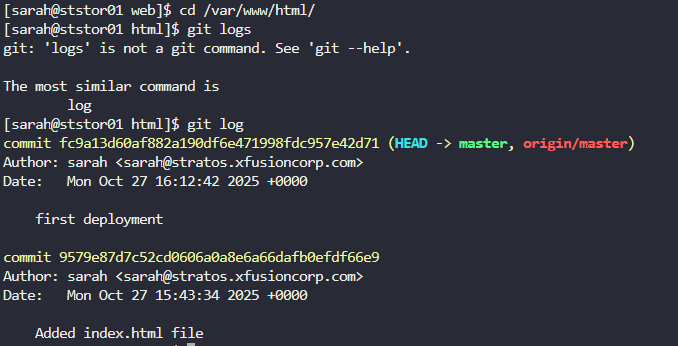 [sarah@ststor01 web]$ cd /var/www/html/
[sarah@ststor01 html]$ git logs
git: 'logs' is not a git command. See 'git --help'.
The most similar command is
log
[sarah@ststor01 html]$ git log
commit fc9a13d60af882a190df6e471998fdc957e42d71 (HEAD -> master, origin/master)
Author: sarah <sarah@stratos.xfusioncorp.com>
Date:   Mon Oct 27 16:12:42 2025 +0000
first deployment
commit 9579e87d7c52cd0606a0a8e6a66dafb0efdf66e9
Author: sarah <sarah@stratos.xfusioncorp.com>
Date:   Mon Oct 27 15:43:34 2025 +0000
Added index.html file